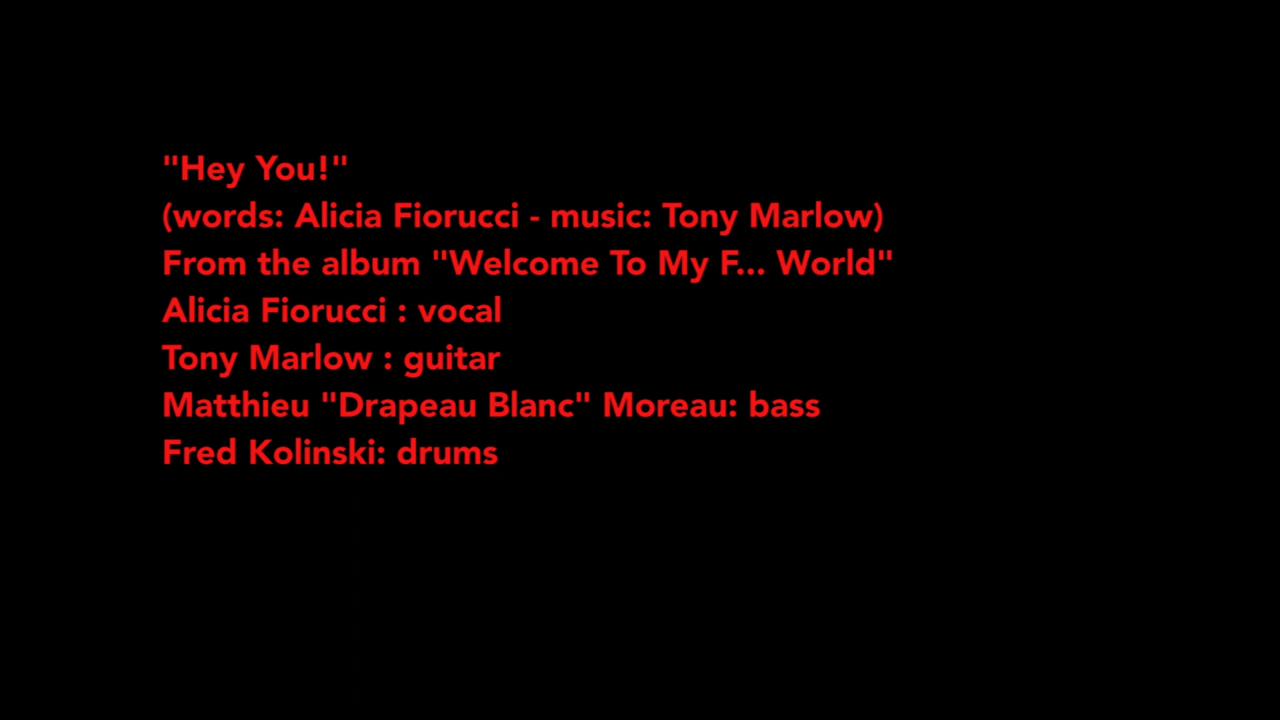 "Hey You!"
(words: Alicia Fiorucci - music: Tony Marlow)
From the album "Welcome To My F... World"
Alicia Fiorucci : vocal
Tony Marlow : guitar
Matthieu "Drapeau Blanc" Moreau: bass
Fred Kolinski: drums